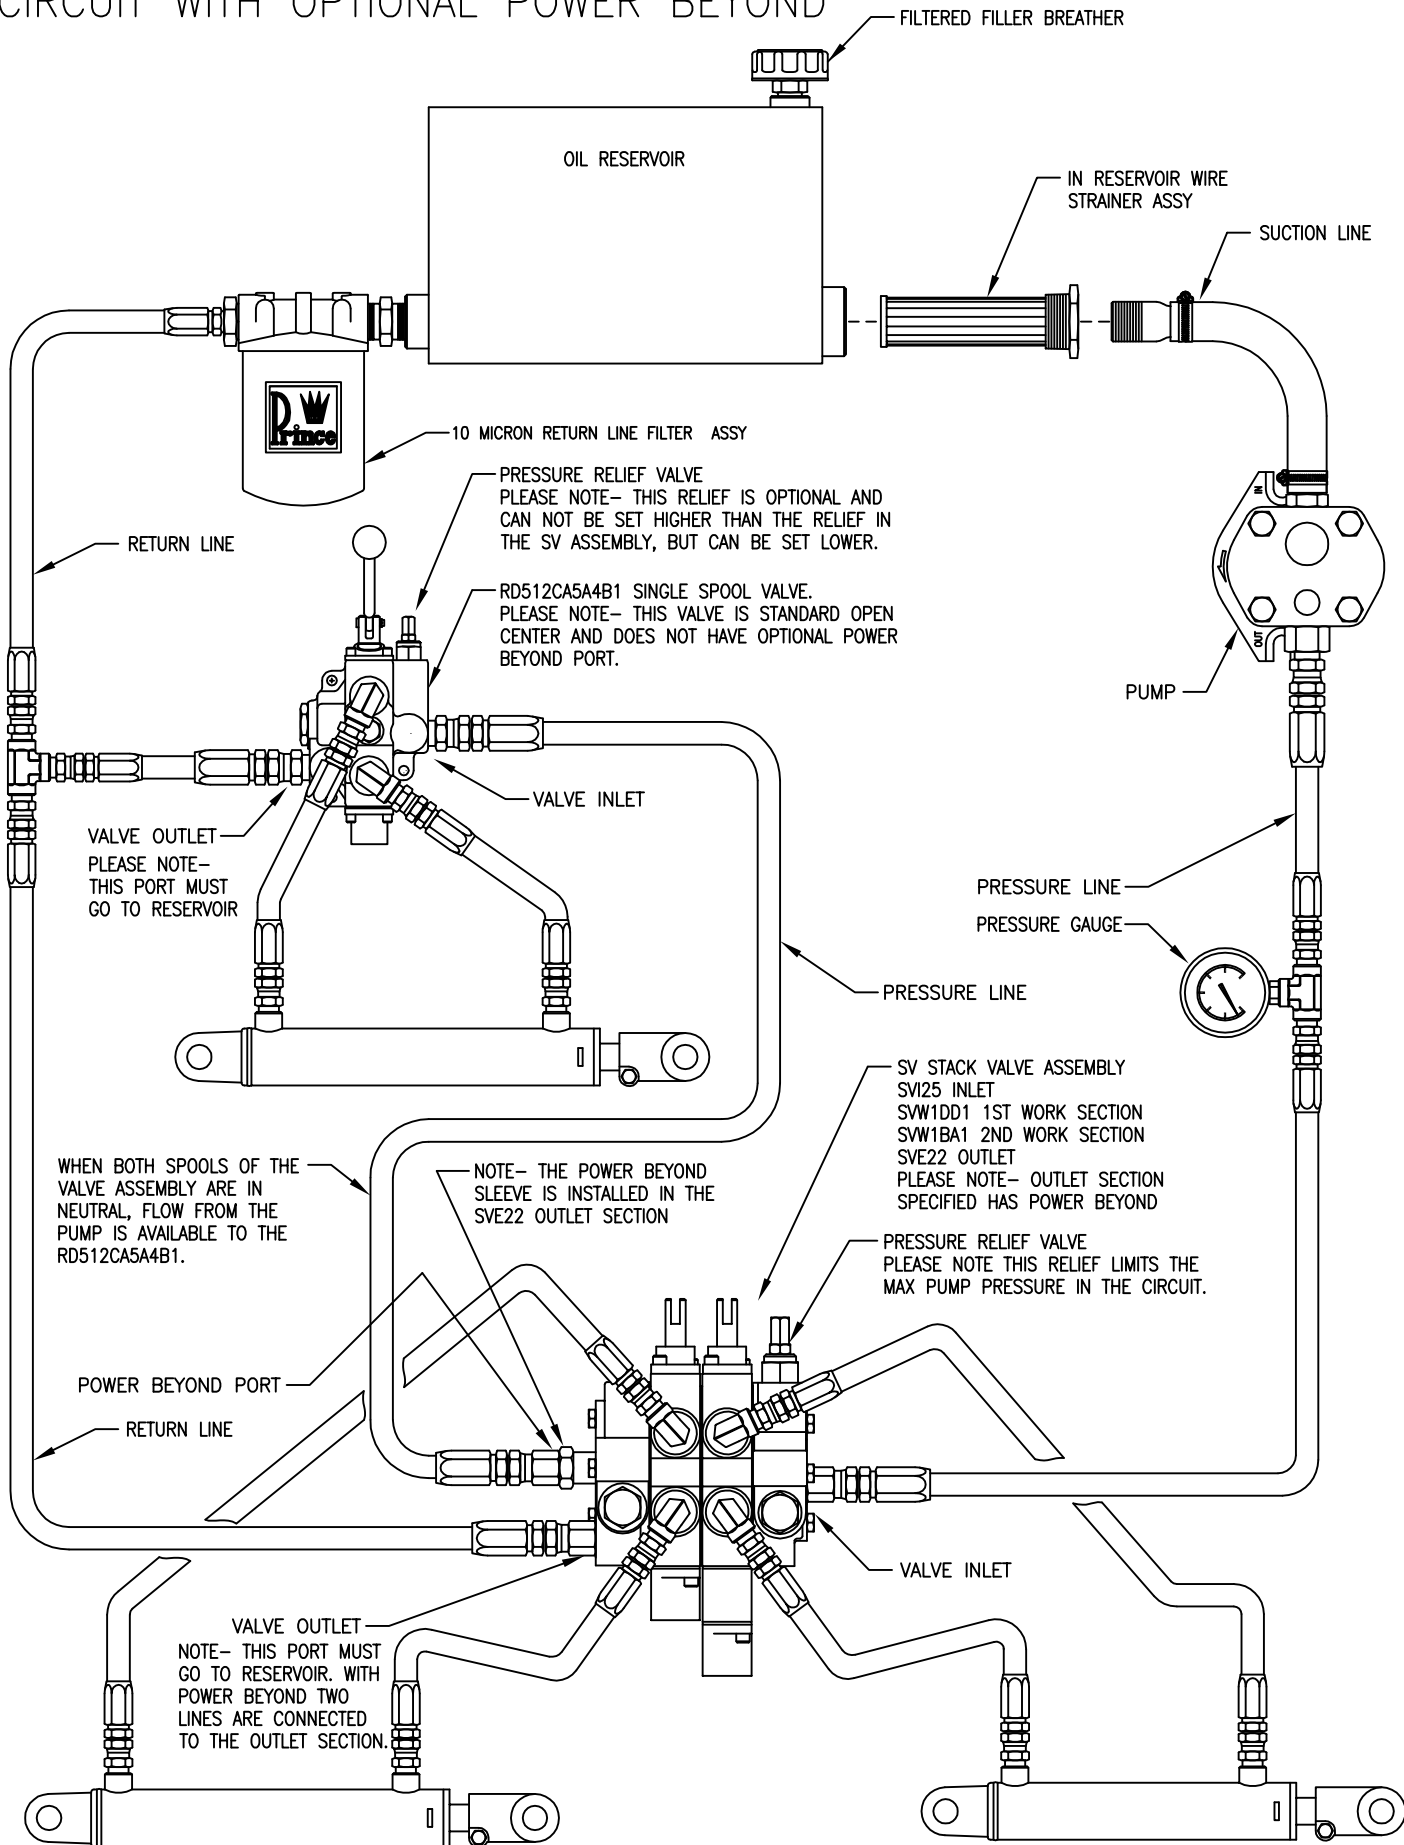 CIRCUIT WITH OPTIONAL POWER BEYOND
FILTERED FILLER BREATHER
OIL RESERVOIR
IN RESERVOIR WIRE
STRAINER ASSY
SUCTION LINE
Prince
10 MICRON RETURN LINE FILTER ASSY
PRESSURE RELIEF VALVE
PLEASE NOTE- THIS RELIEF IS OPTIONAL AND
CAN NOT BE SET HIGHER THAN THE RELIEF IN
THE SV ASSEMBLY, BUT CAN BE SET LOWER.
IN
RETURN LINE
RD512CA5A4B1 SINGLE SPOOL VALVE.
PLEASE NOTE- THIS VALVE IS STANDARD OPEN
CENTER AND DOES NOT HAVE OPTIONAL POWER
BEYOND PORT.
OUT
PUMP
VALVE INLET
VALVE OUTLET
PLEASE NOTE-
THIS PORT MUST
GO TO RESERVOIR
PRESSURE LINE
PRESSURE GAUGE
PRESSURE LINE
SV STACK VALVE ASSEMBLY
SVI25 INLET
SVW1DD1 1ST WORK SECTION
SVW1BA1 2ND WORK SECTION
SVE22 OUTLET
PLEASE NOTE- OUTLET SECTION
SPECIFIED HAS POWER BEYOND
WHEN BOTH SPOOLS OF THE
VALVE ASSEMBLY ARE IN
NEUTRAL, FLOW FROM THE
PUMP IS AVAILABLE TO THE
RD512CA5A4B1.
NOTE- THE POWER BEYOND
SLEEVE IS INSTALLED IN THE
SVE22 OUTLET SECTION
PRESSURE RELIEF VALVE
PLEASE NOTE THIS RELIEF LIMITS THE
MAX PUMP PRESSURE IN THE CIRCUIT.
POWER BEYOND PORT
RETURN LINE
VALVE INLET
VALVE OUTLET
NOTE- THIS PORT MUST
GO TO RESERVOIR. WITH
POWER BEYOND TWO
LINES ARE CONNECTED
TO THE OUTLET SECTION.